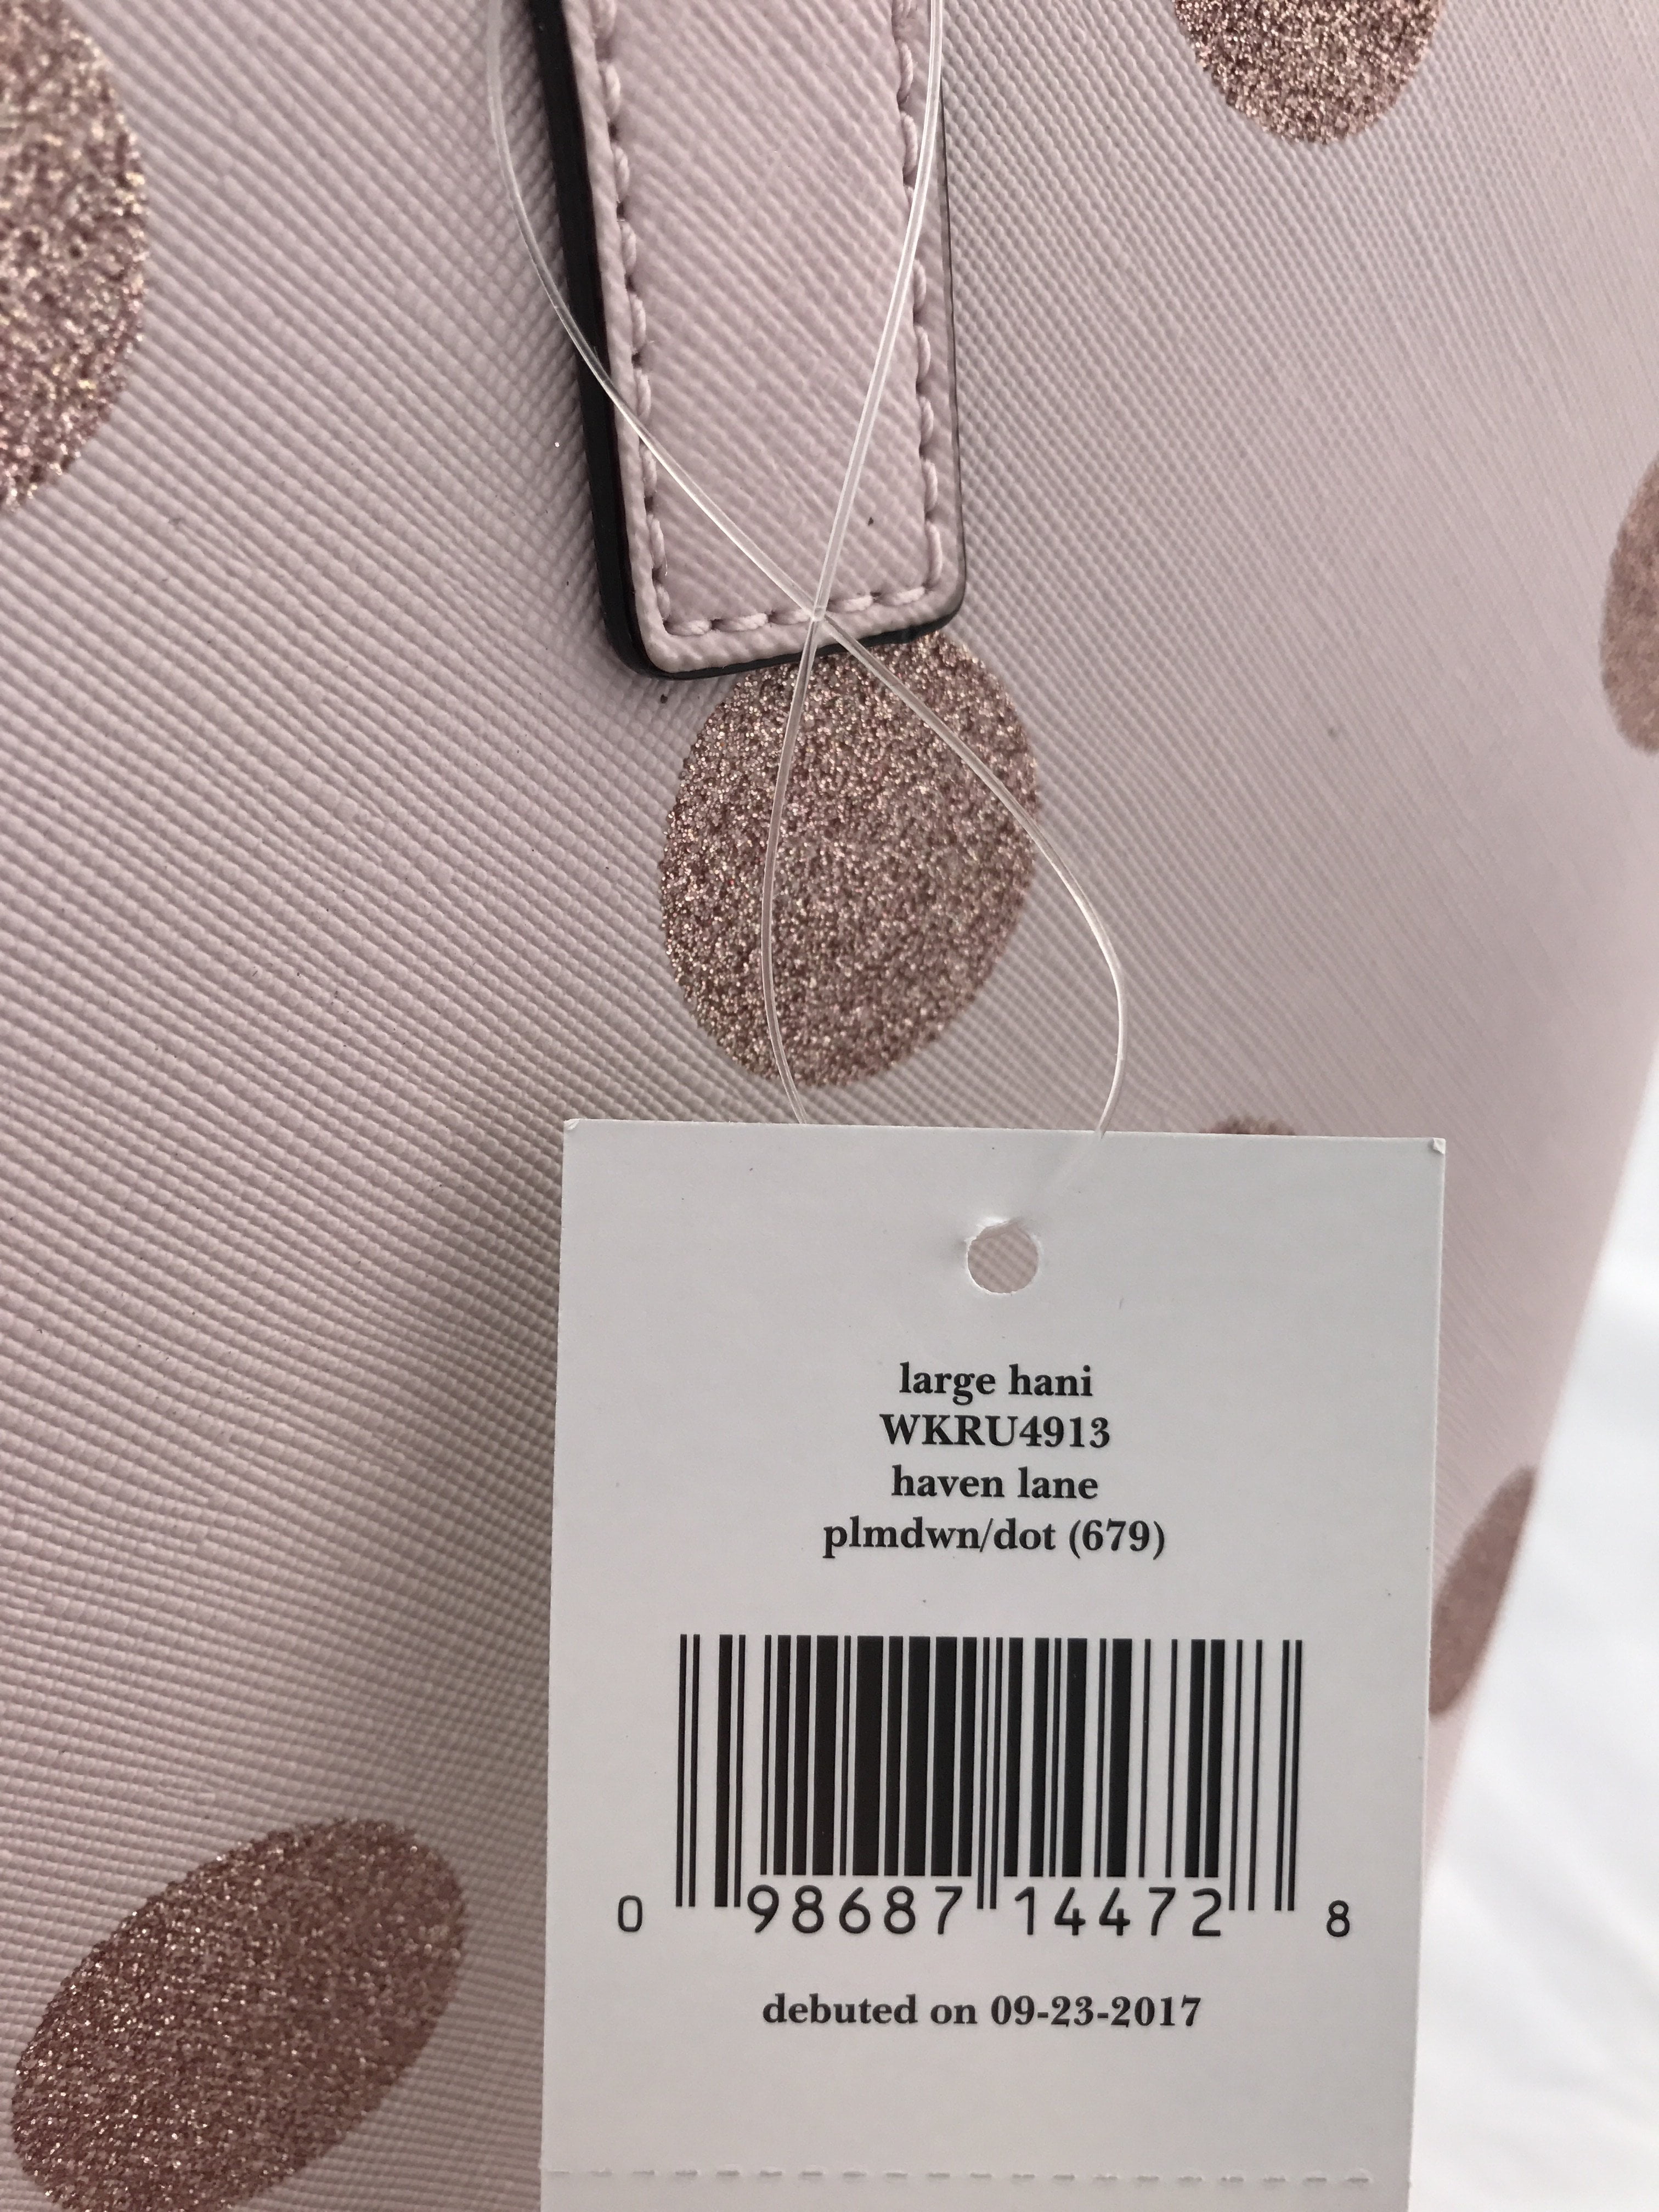 large hani
WKRU4913
haven lane
plmdwn/dot (679)
0 98687 14472 8
debuted on 09-23-2017